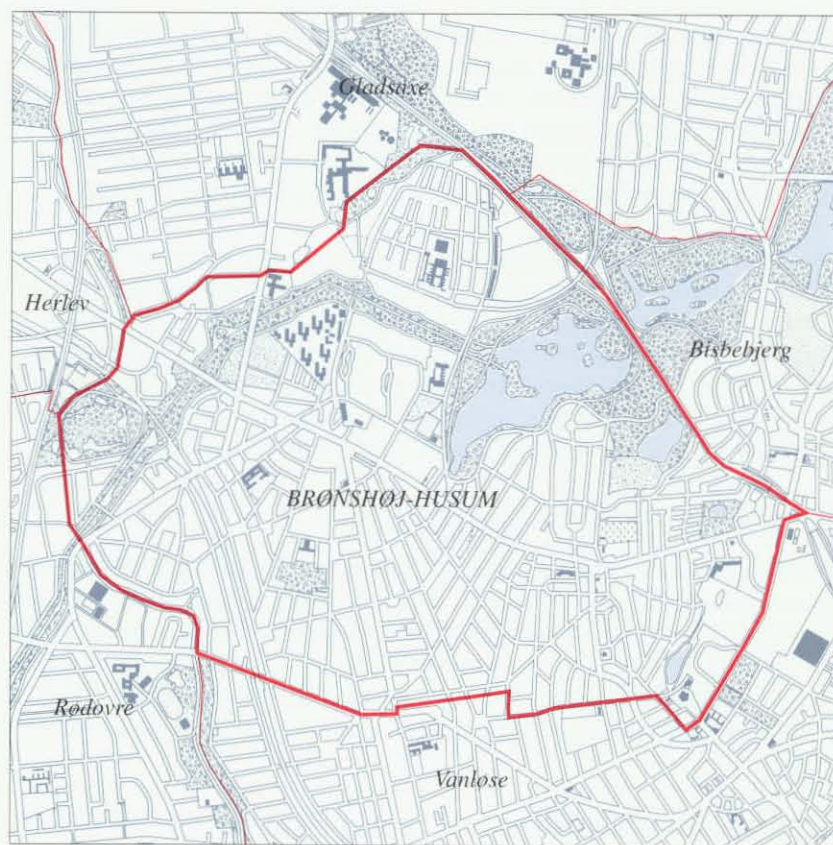 Gladsaxe
Herlev
Bisbebjerg
BRØNSHØJ-HUSUM
Rødovre
Vanløse